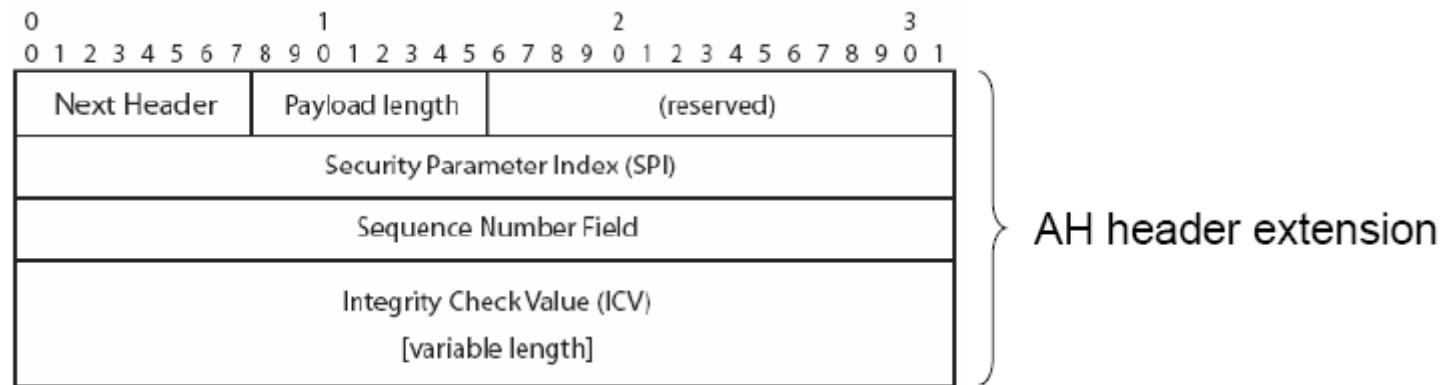 0 1 2 3
0 1 2 3 4 5 6 7 8 9 0 1 2 3 4 5 6 7 8 9 0 1 2 3 4 5 6 7 8 9 0 1
Next Header Payload length (reserved)
Security Parameter Index (SPI)
Sequence Number Field
AH header extension
Integrity Check Value (ICV)
[variable length]